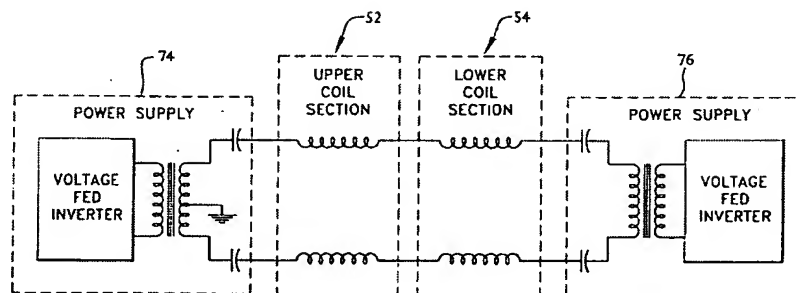 52
54
74
76
UPPER
COIL
SECTION
LOWER
COIL
SECTION
POWER SUPPLY
POWER SUPPLY
VOLTAGE
FED
INVERTER
VOLTAGE
FED
INVERTER